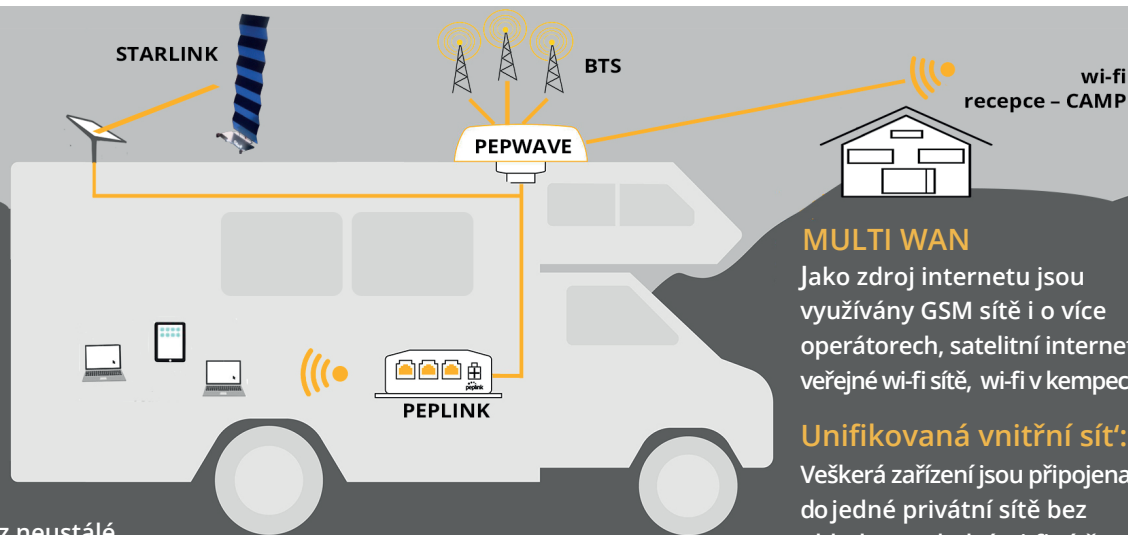 STARLINK
BTS
wi-fi
recepce – CAMP
PEPWAVE
MULTI WAN
Jako zdroj internetu jsou
využívány GSM sítě i o více
operátorech, satelitní internet
veřejné wi-fi sítě, wi-fi v kempec
peplink
PEPLINK
Unifikovaná vnitřní sít‘:
Veškerá zařízení jsou připojena
do jedné privátní sítě bez
z neustálé